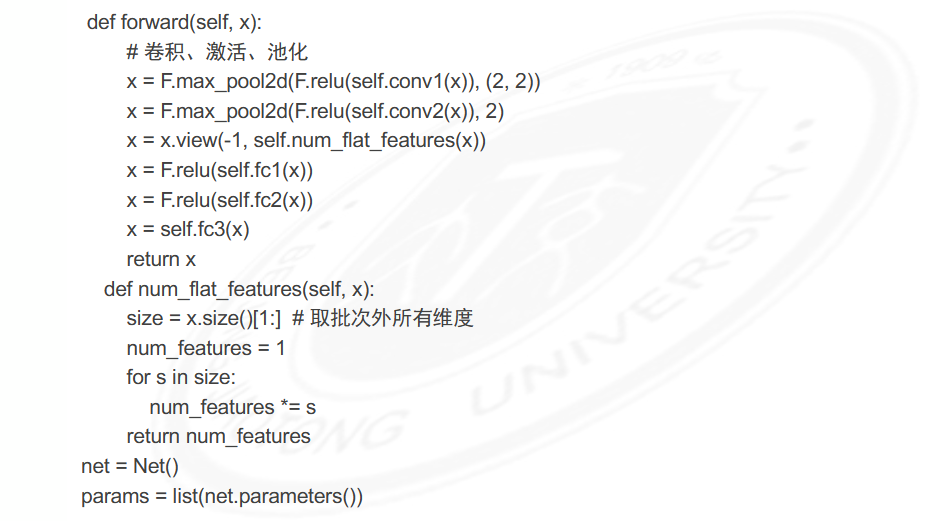 def forward(self, x):
# 卷积、激活、池化
x = F.max_pool2d(F.relu(self.conv1(x)), (2, 2))
x = F.max_pool2d(F.relu(self.conv2(x)), 2)
x = x.view(-1, self.num_flat_features(x))
x = F.relu(self.fc1(x))
x = F.relu(self.fc2(x))
x = self.fc3(x)
return x
def num_flat_features(self, x):
size = x.size()[1:]  # 取批次外所有维度
num_features = 1
for s in size:
num_features *= s
return num_features
net = Net()
params = list(net.parameters())
UNIVERSITY